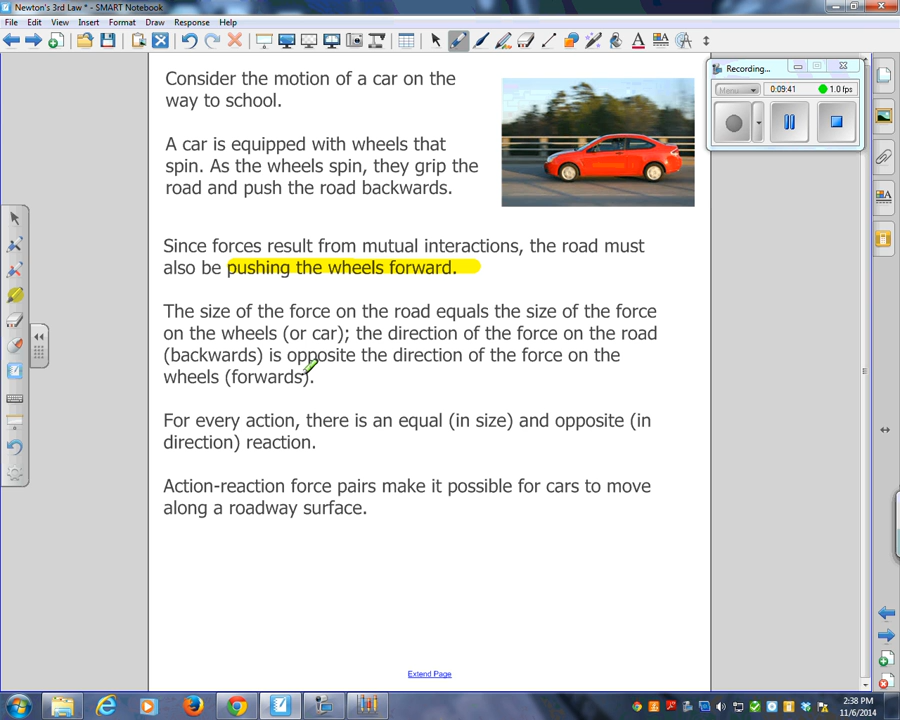 Newton's 3rd Law * - SMART Notebook
File Edit View Insert Format Draw Response Help
Recording...
Menu
0:09:41
1.0 fps
Consider the motion of a car on the
way to school.
A car is equipped with wheels that
spin. As the wheels spin, they grip the
road and push the road backwards.
Since forces result from mutual interactions, the road must
also be pushing the wheels forward.
The size of the force on the road equals the size of the force
on the wheels (or car); the direction of the force on the road
(backwards) is opposite the direction of the force on the
wheels (forwards).
For every action, there is an equal (in size) and opposite (in
direction) reaction.
Action-reaction force pairs make it possible for cars to move
along a roadway surface.
Extend Page
2:38 PM
11/6/2014